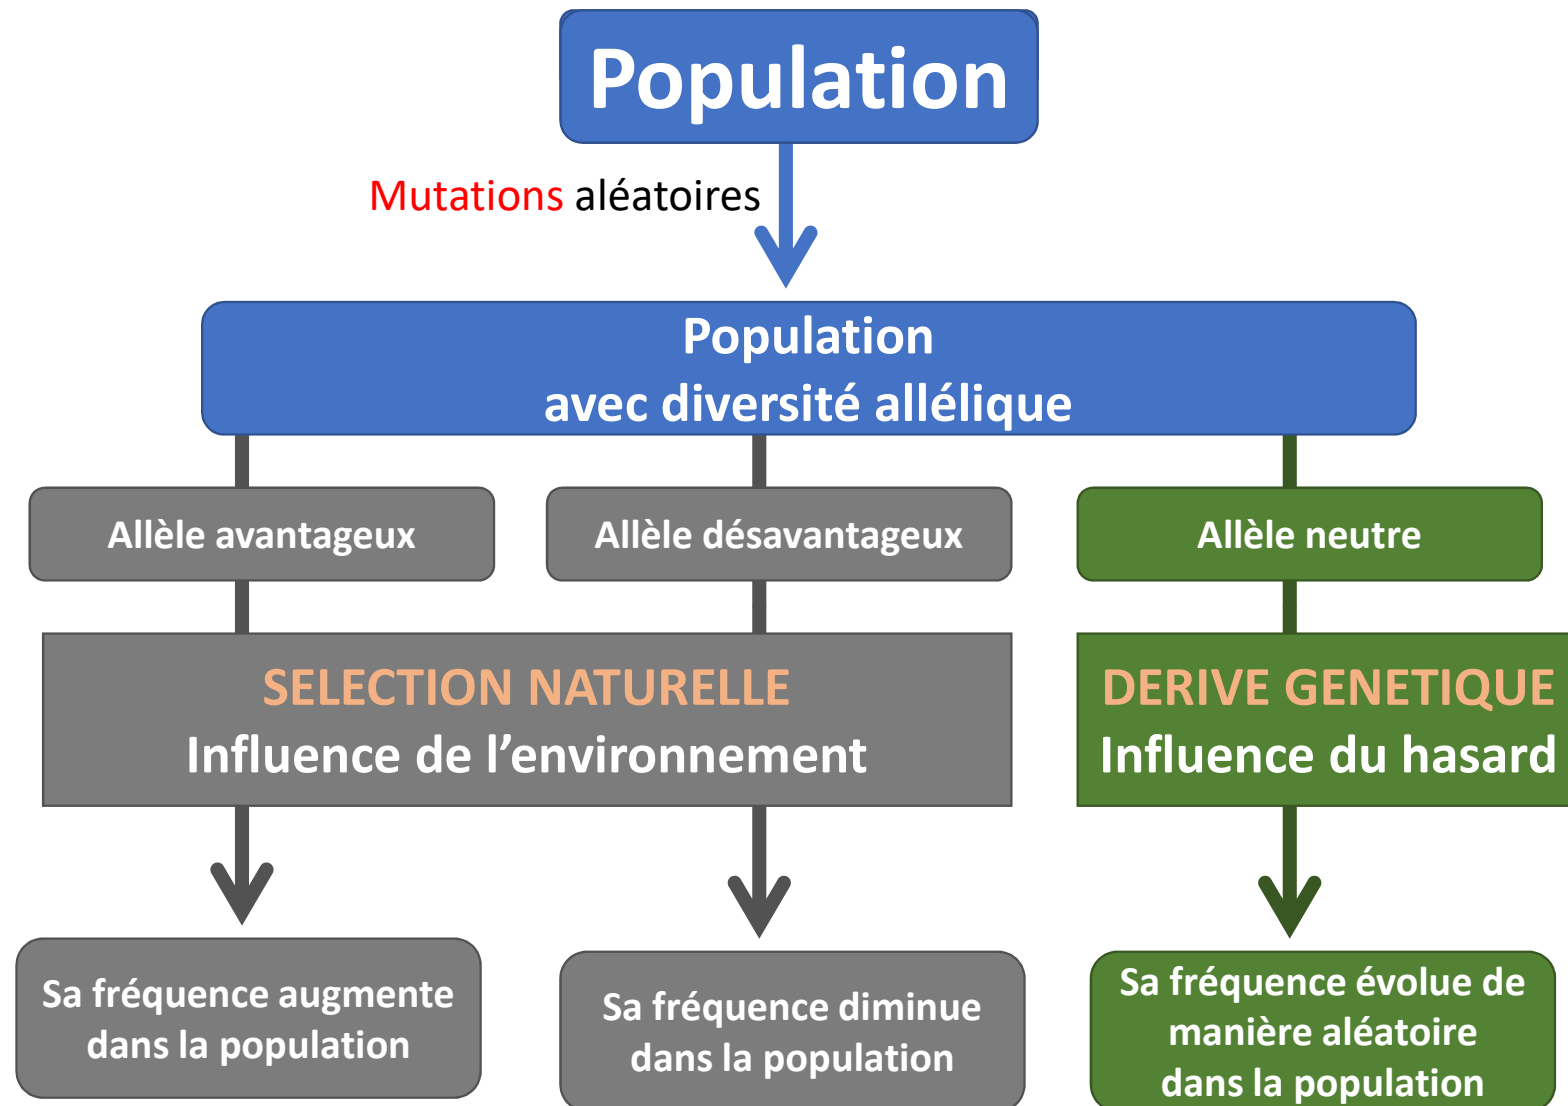 Population
Mutations aléatoires
Population
avec diversité allélique
Allèle avantageux
Allèle désavantageux
Allèle neutre
SELECTION NATURELLE
Influence de l’environnement
DERIVE GENETIQUE
Influence du hasard
Sa fréquence augmente
dans la population
Sa fréquence diminue
dans la population
Sa fréquence évolue de
manière aléatoire
dans la population